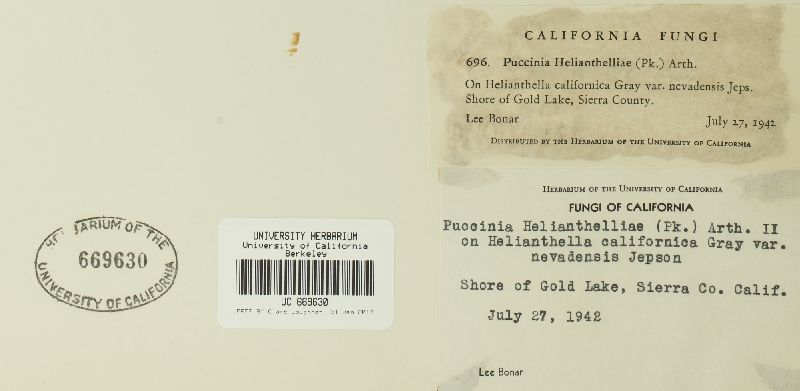 CALIFORNIA FUNGI
696. Puccinia Helianthelliae (Pk.) Arth.
On Helianthella californica Gray var. nevadensis Jeps.
Shore of Gold Lake, Sierra County.
Lee Bonar July 27, 1942
Distributed by the Herbarium of the University of California
Herbarium of the University of California
FUNGI OF CALIFORNIA
Puccinia Helianthelliae (Pk.) Arth. II
on Helianthella californica Gray var.
nevadensis Jepson
Shore of Gold Lake, Sierra Co. Calif.
July 27, 1942
Lee Bonar
OF THE
669630
UNIVERSITY OF CALIFORNIA
UNIVERSITY HERBARIUM
University of California
Berkeley
UC 669630